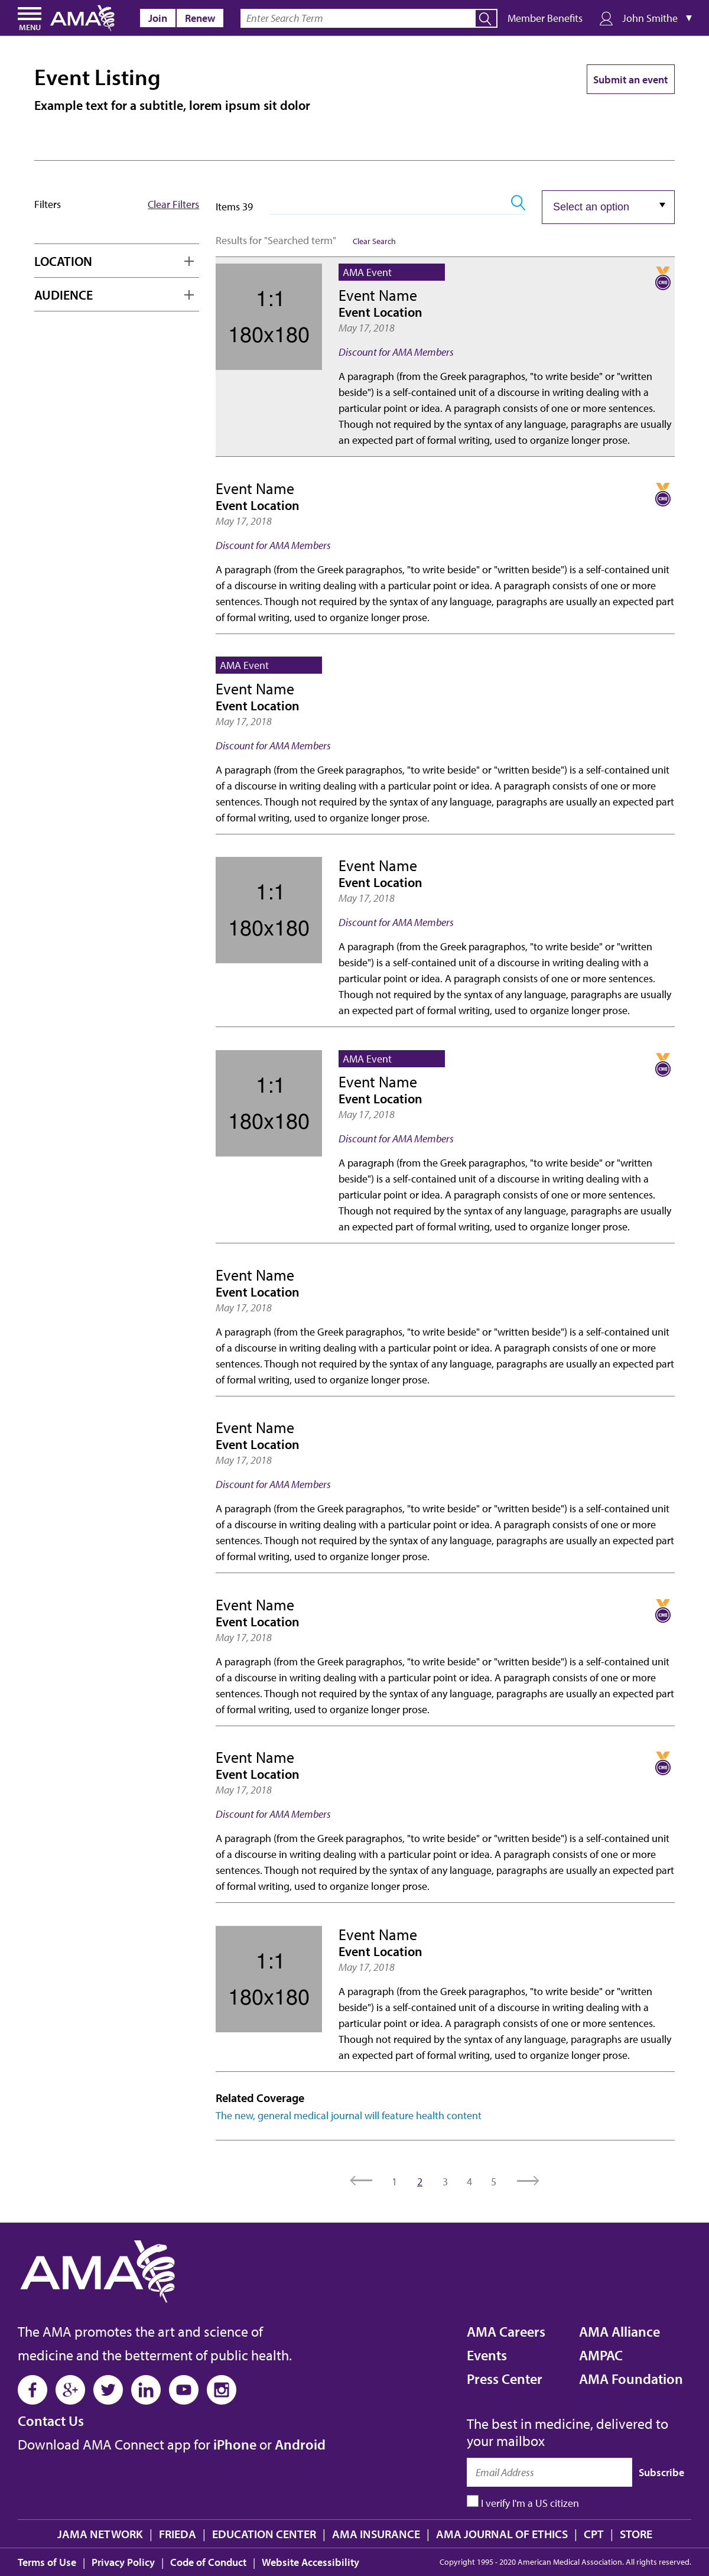 MENU
AMA
Join
Renew
Enter Search Term
Member Benefits
John Smithe ▼
Event Listing
Submit an event
Example text for a subtitle, lorem ipsum sit dolor
Filters
Clear Filters
LOCATION
AUDIENCE
Items 39
Select an option
Results for "Searched term"
Clear Search
1:1
180x180
AMA Event
CME
Event Name
Event Location
May 17, 2018
Discount for AMA Members
A paragraph (from the Greek paragraphos, "to write beside" or "written
beside") is a self-contained unit of a discourse in writing dealing with a
particular point or idea. A paragraph consists of one or more sentences.
Though not required by the syntax of any language, paragraphs are usually
an expected part of formal writing, used to organize longer prose.
Event Name
CME
Event Location
May 17, 2018
Discount for AMA Members
A paragraph (from the Greek paragraphos, "to write beside" or "written beside") is a self-contained unit
of a discourse in writing dealing with a particular point or idea. A paragraph consists of one or more
sentences. Though not required by the syntax of any language, paragraphs are usually an expected part
of formal writing, used to organize longer prose.
AMA Event
Event Name
Event Location
May 17, 2018
Discount for AMA Members
A paragraph (from the Greek paragraphos, "to write beside" or "written beside") is a self-contained unit
of a discourse in writing dealing with a particular point or idea. A paragraph consists of one or more
sentences. Though not required by the syntax of any language, paragraphs are usually an expected part
of formal writing, used to organize longer prose.
1:1
180x180
Event Name
Event Location
May 17, 2018
Discount for AMA Members
A paragraph (from the Greek paragraphos, "to write beside" or "written
beside") is a self-contained unit of a discourse in writing dealing with a
particular point or idea. A paragraph consists of one or more sentences.
Though not required by the syntax of any language, paragraphs are usually
an expected part of formal writing, used to organize longer prose.
1:1
180x180
AMA Event
CME
Event Name
Event Location
May 17, 2018
Discount for AMA Members
A paragraph (from the Greek paragraphos, "to write beside" or "written
beside") is a self-contained unit of a discourse in writing dealing with a
particular point or idea. A paragraph consists of one or more sentences.
Though not required by the syntax of any language, paragraphs are usually
an expected part of formal writing, used to organize longer prose.
Event Name
Event Location
May 17, 2018
A paragraph (from the Greek paragraphos, "to write beside" or "written beside") is a self-contained unit
of a discourse in writing dealing with a particular point or idea. A paragraph consists of one or more
sentences. Though not required by the syntax of any language, paragraphs are usually an expected part
of formal writing, used to organize longer prose.
Event Name
Event Location
May 17, 2018
Discount for AMA Members
A paragraph (from the Greek paragraphos, "to write beside" or "written beside") is a self-contained unit
of a discourse in writing dealing with a particular point or idea. A paragraph consists of one or more
sentences. Though not required by the syntax of any language, paragraphs are usually an expected part
of formal writing, used to organize longer prose.
Event Name
CME
Event Location
May 17, 2018
A paragraph (from the Greek paragraphos, "to write beside" or "written beside") is a self-contained unit
of a discourse in writing dealing with a particular point or idea. A paragraph consists of one or more
sentences. Though not required by the syntax of any language, paragraphs are usually an expected part
of formal writing, used to organize longer prose.
Event Name
CME
Event Location
May 17, 2018
Discount for AMA Members
A paragraph (from the Greek paragraphos, "to write beside" or "written beside") is a self-contained unit
of a discourse in writing dealing with a particular point or idea. A paragraph consists of one or more
sentences. Though not required by the syntax of any language, paragraphs are usually an expected part
of formal writing, used to organize longer prose.
1:1
180x180
Event Name
Event Location
May 17, 2018
A paragraph (from the Greek paragraphos, "to write beside" or "written
beside") is a self-contained unit of a discourse in writing dealing with a
particular point or idea. A paragraph consists of one or more sentences.
Though not required by the syntax of any language, paragraphs are usually
an expected part of formal writing, used to organize longer prose.
Related Coverage
The new, general medical journal will feature health content
1 2 3 4 5
AMA
The AMA promotes the art and science of
medicine and the betterment of public health.
Contact Us
Download AMA Connect app for iPhone or Android
AMA Careers
Events
Press Center
AMA Alliance
AMPAC
AMA Foundation
The best in medicine, delivered to
your mailbox
Email Address
Subscribe
I verify I'm a US citizen
JAMA NETWORK | FRIEDA | EDUCATION CENTER | AMA INSURANCE | AMA JOURNAL OF ETHICS | CPT | STORE
Terms of Use | Privacy Policy | Code of Conduct | Website Accessibility
Copyright 1995 - 2020 American Medical Association. All rights reserved.